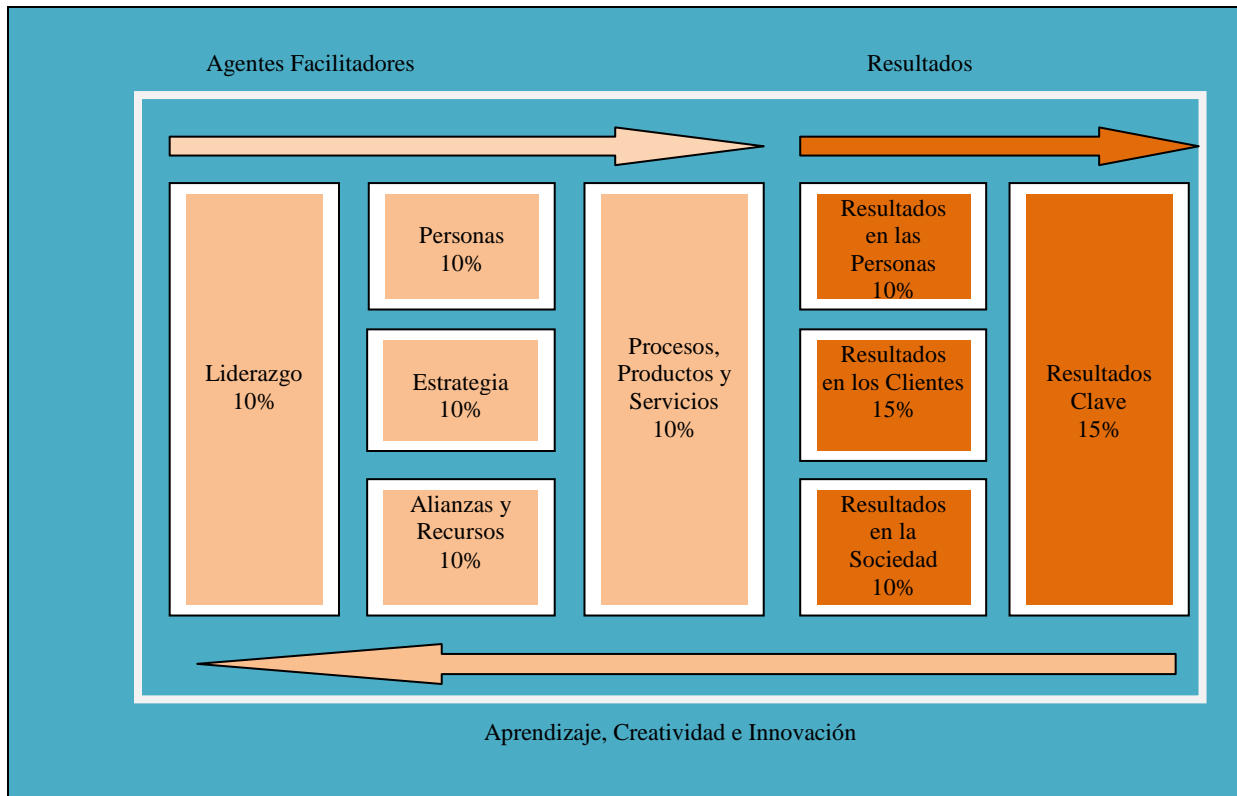 Agentes Facilitadores
Resultados
Liderazgo
10%
Personas
10%
Estrategia
10%
Alianzas y
Recursos
10%
Procesos,
Productos y
Servicios
10%
Resultados
en las
Personas
10%
Resultados
en los Clientes
15%
Resultados
en la
Sociedad
10%
Resultados
Clave
15%
Aprendizaje, Creatividad e Innovación